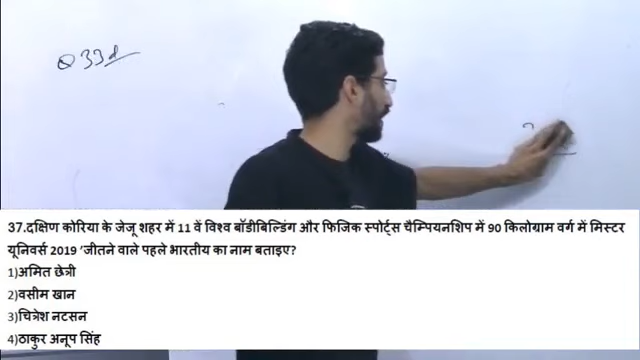 Q 33d
37.दक्षिण कोरिया के जेजू शहर में 11 वें विश्व बॉडीबिल्डिंग और फिजिक स्पोर्ट्स चैम्पियनशिप में 90 किलोग्राम वर्ग में मिस्टर
यूनिवर्स 2019 'जीतने वाले पहले भारतीय का नाम बताइए?
1)अमित छेत्री
2)वसीम खान
3)चित्रेश नटसन
4)ठाकुर अनूप सिंह